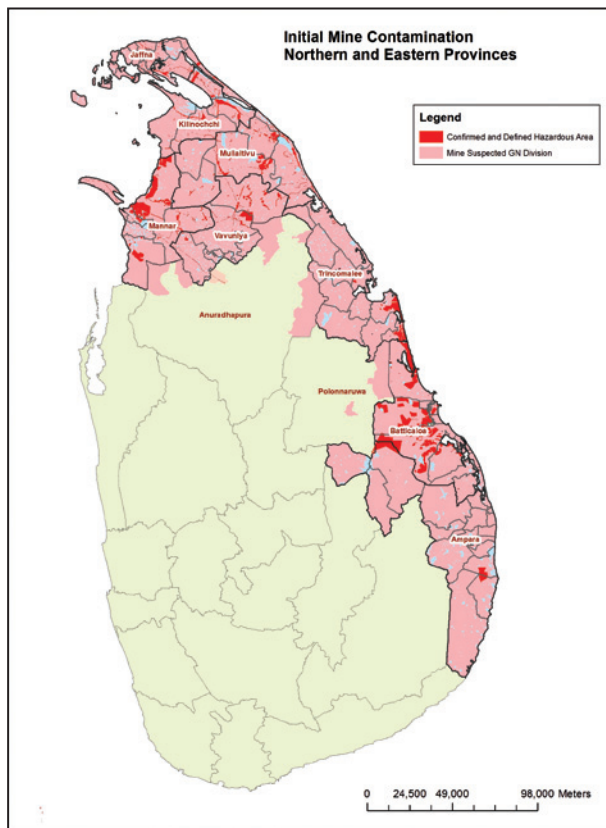 Initial Mine Contamination
Northern and Eastern Provinces
Legend
Confirmed and Defined Hazardous Area
Mine Suspected GN Division
Jaffna
Kilinochchi
Mullaitivu
Mannar
Vavuniya
Trincomalee
Anuradhapura
Polonnaruwa
Batticaloa
Ampara
0 24,500 49,000 98,000 Meters